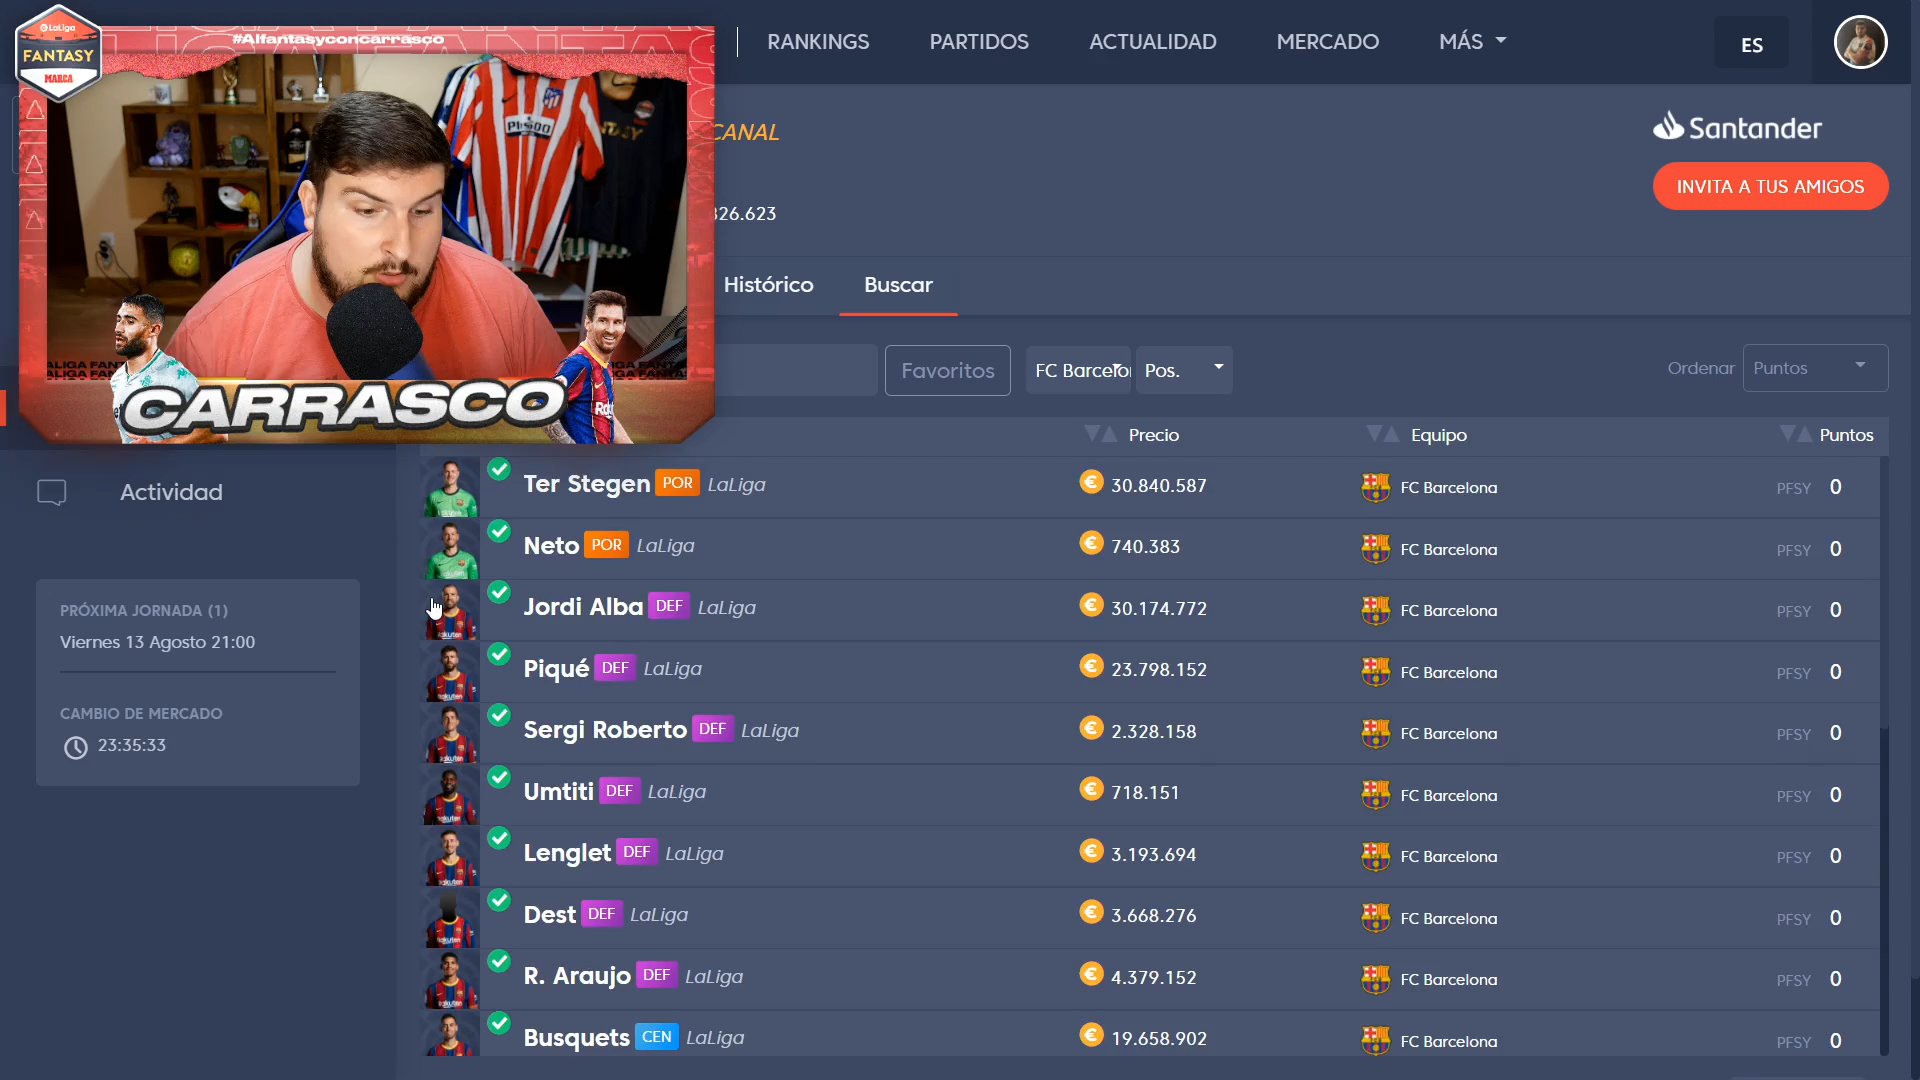 LaLiga
FANTASY
MARCA
#Alfantasyconcarrasco
Plus500
CARRASCO
RANKINGS
PARTIDOS
ACTUALIDAD
MERCADO
MÁS
ES
CANAL
Santander
INVITA A TUS AMIGOS
326.623
Histórico
Buscar
Favoritos
FC Barcelo
Pos.
Ordenar
Puntos
Precio
Equipo
Puntos
Actividad
PRÓXIMA JORNADA (1)
Viernes 13 Agosto 21:00
CAMBIO DE MERCADO
23:35:33
Ter Stegen POR LaLiga 30.840.587 FC Barcelona PFSY 0
Neto POR LaLiga 740.383 FC Barcelona PFSY 0
Jordi Alba DEF LaLiga 30.174.772 FC Barcelona PFSY 0
Piqué DEF LaLiga 23.798.152 FC Barcelona PFSY 0
Sergi Roberto DEF LaLiga 2.328.158 FC Barcelona PFSY 0
Umtiti DEF LaLiga 718.151 FC Barcelona PFSY 0
Lenglet DEF LaLiga 3.193.694 FC Barcelona PFSY 0
Dest DEF LaLiga 3.668.276 FC Barcelona PFSY 0
R. Araujo DEF LaLiga 4.379.152 FC Barcelona PFSY 0
Busquets CEN LaLiga 19.658.902 FC Barcelona PFSY 0